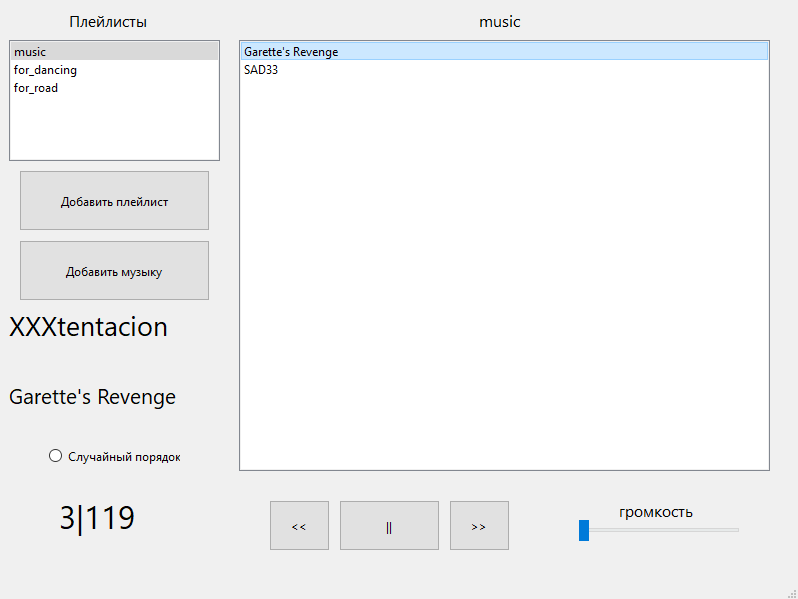 Плейлисты
music
music
for_dancing
for_road
Garette's Revenge
SAD33
Добавить плейлист
Добавить музыку
XXXtentacion
Garette's Revenge
Случайный порядок
3|119
<<
||
>>
громкость